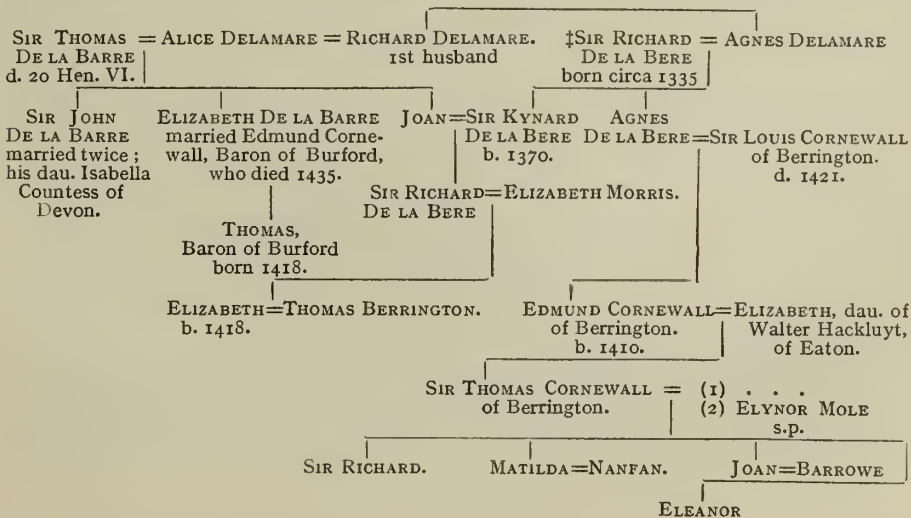 SIR THOMAS = ALICE DELAMARE = RICHARD DELAMARE. ‡SIR RICHARD = AGNES DELAMARE
DE LA BARRE 1st husband DE LA BERE
d. 20 Hen. VI. born circa 1335
SIR JOHN ELIZABETH DE LA BARRE JOAN=SIR KYNARD AGNES
DE LA BARRE married Edmund Corne- DE LA BERE DE LA BERE=SIR LOUIS CORNEWALL
married twice; wall, Baron of Burford, b. 1370. of Berrington.
his dau. Isabella who died 1435. d. 1421.
Countess of SIR RICHARD=ELIZABETH MORRIS.
Devon. DE LA BERE
THOMAS,
Baron of Burford
born 1418.
ELIZABETH=THOMAS BERRINGTON. EDMUND CORNEWALL=ELIZABETH, dau. of
b. 1418. of Berrington. Walter Hackluyt,
b. 1410. of Eaton.
SIR THOMAS CORNEWALL = (1) . . .
of Berrington. (2) ELYNOR MOLE
s.p.
SIR RICHARD. MATILDA=NANFAN. JOAN=BARROWE
ELEANOR